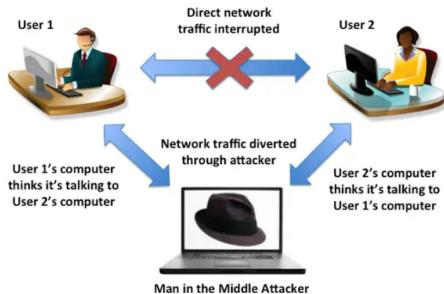 User 1
Direct network
traffic interrupted
User 2
Network traffic diverted
through attacker
User 1's computer
thinks it's talking to
User 2's computer
User 2's computer
thinks it's talking to
User 1's computer
Man in the Middle Attacker